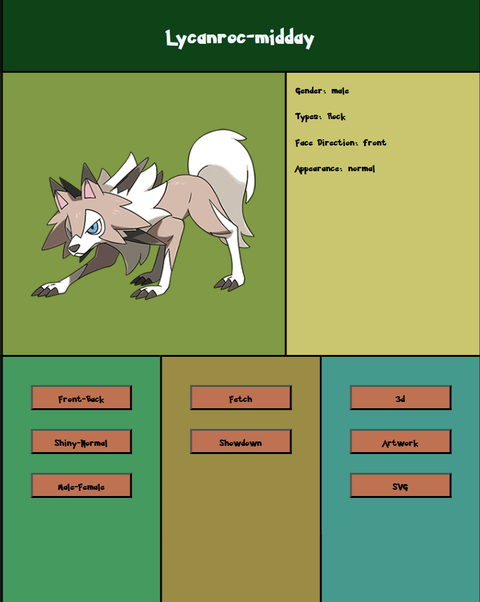 Lycanroc-midday
Gender: male
Types: Rock
Face Direction: front
Appearance: normal
Front-Back
Fetch
3d
Shiny-Normal
Showdown
Artwork
Male-Female
SVG